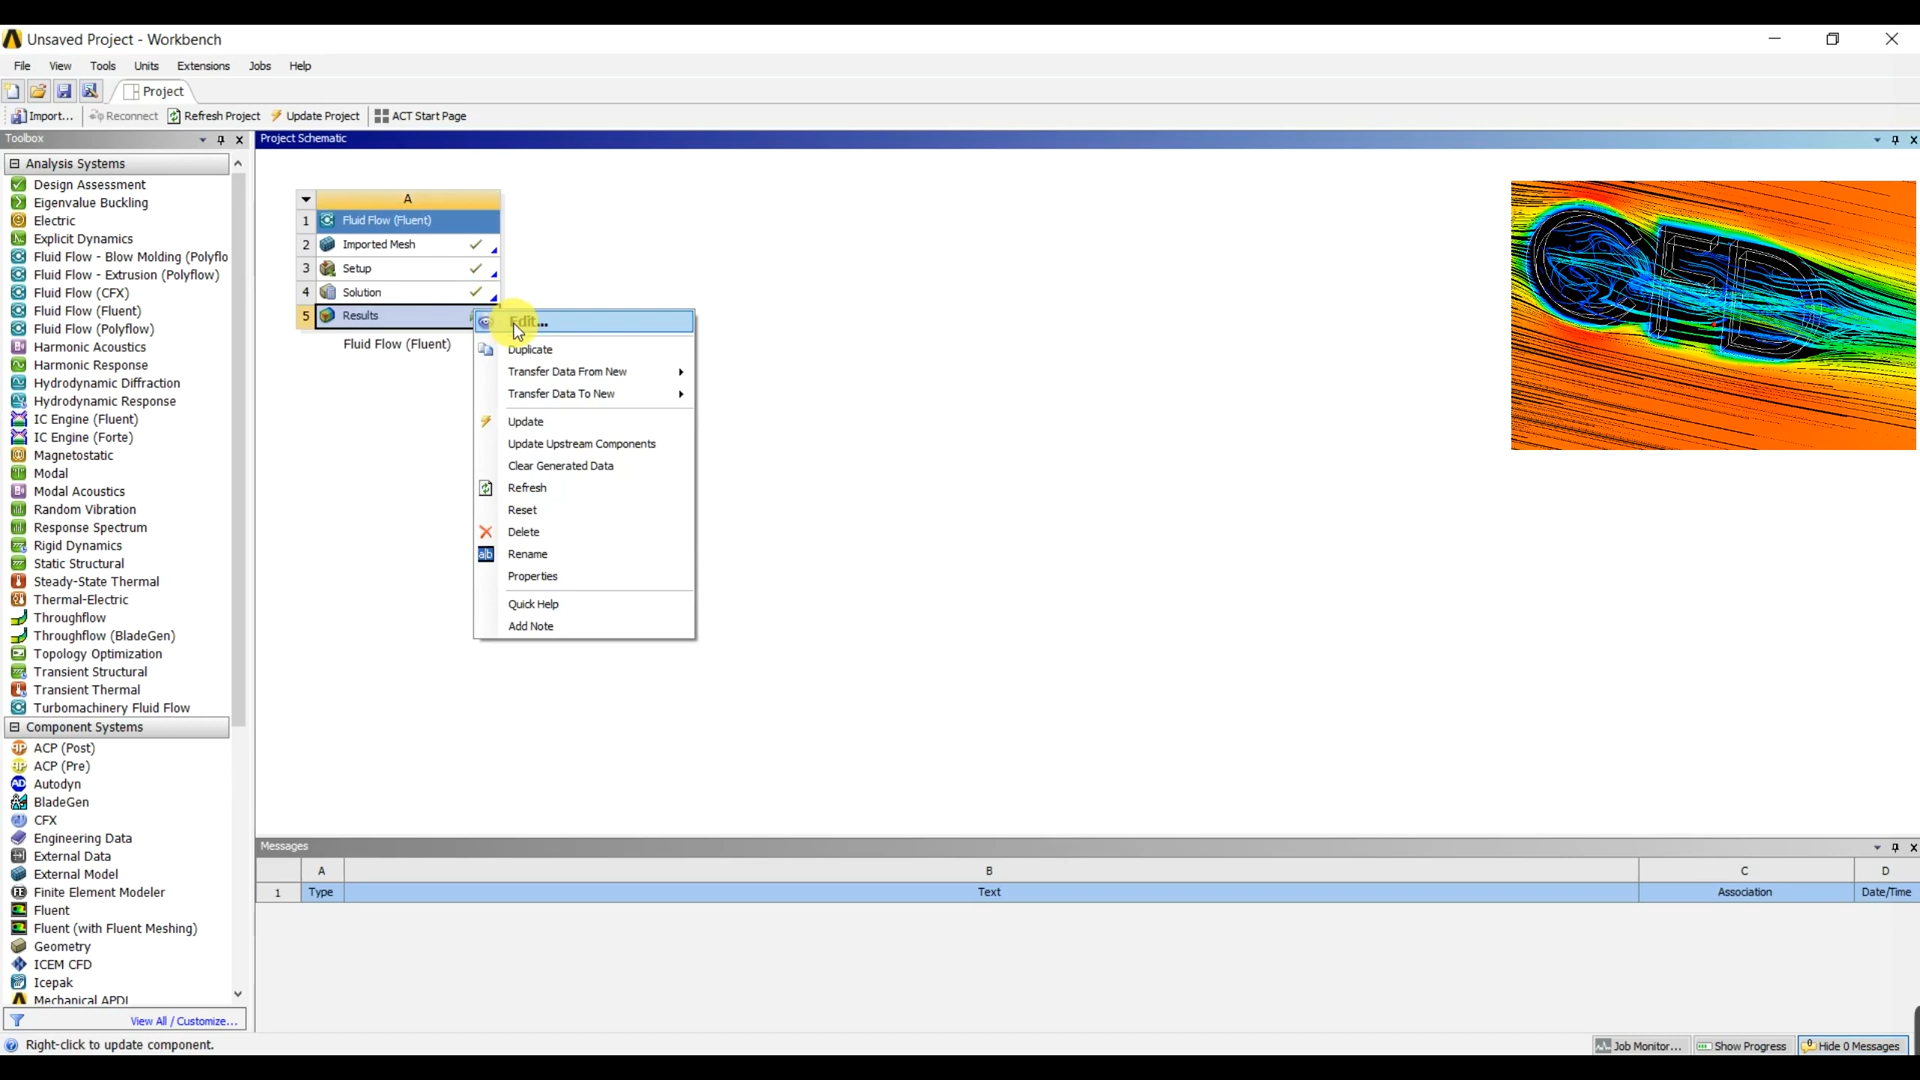 Unsaved Project - Workbench
File View Tools Units Extensions Jobs Help
Project
Import... Reconnect Refresh Project Update Project ACT Start Page
Toolbox
Analysis Systems
Design Assessment
Eigenvalue Buckling
Electric
Explicit Dynamics
Fluid Flow - Blow Molding (Polyflo
Fluid Flow - Extrusion (Polyflow)
Fluid Flow (CFX)
Fluid Flow (Fluent)
Fluid Flow (Polyflow)
Harmonic Acoustics
Harmonic Response
Hydrodynamic Diffraction
Hydrodynamic Response
IC Engine (Fluent)
IC Engine (Forte)
Magnetostatic
Modal
Modal Acoustics
Random Vibration
Response Spectrum
Rigid Dynamics
Static Structural
Steady-State Thermal
Thermal-Electric
Throughflow
Throughflow (BladeGen)
Topology Optimization
Transient Structural
Transient Thermal
Turbomachinery Fluid Flow
Component Systems
ACP (Post)
ACP (Pre)
Autodyn
BladeGen
CFX
Engineering Data
External Data
External Model
Finite Element Modeler
Fluent
Fluent (with Fluent Meshing)
Geometry
ICEM CFD
Icepak
Mechanical APDL
View All / Customize...
Project Schematic
A
1 Fluid Flow (Fluent)
2 Imported Mesh
3 Setup
4 Solution
5 Results
Fluid Flow (Fluent)
Edit...
Duplicate
Transfer Data From New
Transfer Data To New
Update
Update Upstream Components
Clear Generated Data
Refresh
Reset
Delete
Rename
Properties
Quick Help
Add Note
CFD
Messages
A B C D
1 Type Text Association Date/Time
Right-click to update component.
Job Monitor... Show Progress Hide 0 Messages